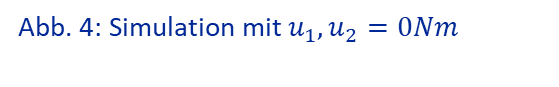 Abb. 4: Simulation mit u₁, u₂ = 0Nm